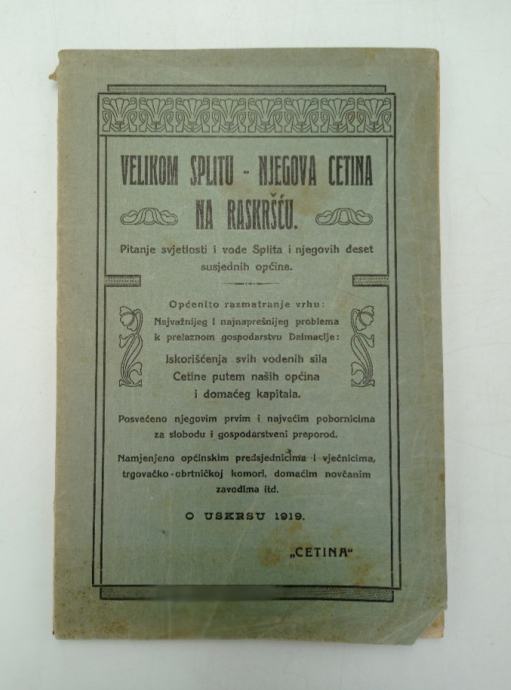 VELIKOM SPLITU - NJEGOVA CETINA
NA RASKRŠĆU.
Pitanje svjetlosti i vode Splita i njegovih deset
susjednih općina.
Općenito razmatranje vrhu:
Najvažnijeg i najnaprešnijeg problema
k prelaznom gospodarstvu Dalmacije:
Iskorišćenja svih vodenih sila
Cetine putem naših općina
i domaćeg kapitala.
Posvećeno njegovim prvim i najvećim pobornicima
za slobodu i gospodarstveni preporod.
Namjenjeno općinskim predsjednicima i vječnicima,
trgovačko-obrtničkoj komori, domaćim novčanim
zavodima itd.
O USKRSU 1919.
„CETINA“